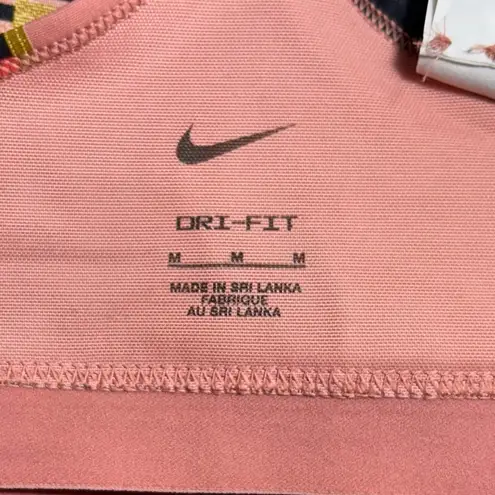 DRI-FIT
M M M
MADE IN SRI LANKA
FABRIQUE
AU SRI LANKA